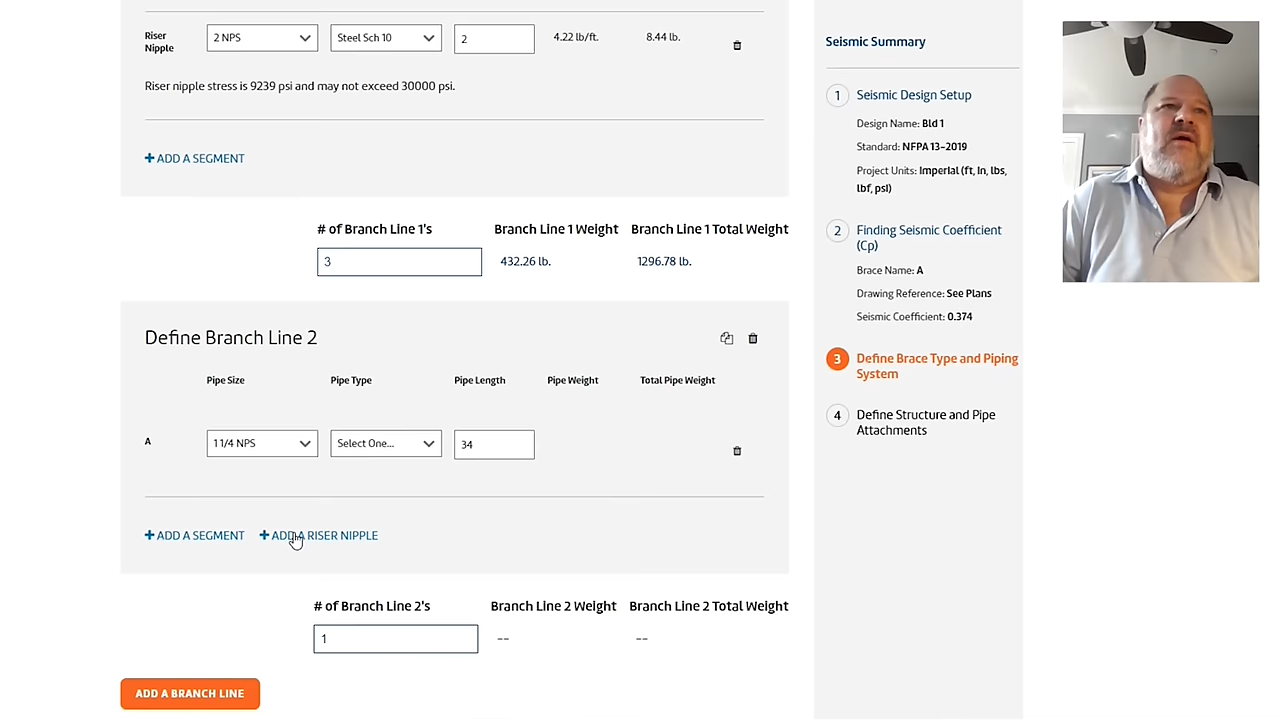 Riser
Nipple
2 NPS
Steel Sch 10
2
4.22 lb/ft.
8.44 lb.
Riser nipple stress is 9239 psi and may not exceed 30000 psi.
+ ADD A SEGMENT
# of Branch Line 1's
Branch Line 1 Weight
Branch Line 1 Total Weight
3
432.26 lb.
1296.78 lb.
Define Branch Line 2
Pipe Size
Pipe Type
Pipe Length
Pipe Weight
Total Pipe Weight
A
1 1/4 NPS
Select One...
34
+ ADD A SEGMENT
+ ADD A RISER NIPPLE
# of Branch Line 2's
Branch Line 2 Weight
Branch Line 2 Total Weight
1
--
--
ADD A BRANCH LINE
Seismic Summary
1
Seismic Design Setup
Design Name: Bld 1
Standard: NFPA 13-2019
Project Units: Imperial (ft, in, lbs,
lbf, psi)
2
Finding Seismic Coefficient
(Cp)
Brace Name: A
Drawing Reference: See Plans
Seismic Coefficient: 0.374
3
Define Brace Type and Piping
System
4
Define Structure and Pipe
Attachments